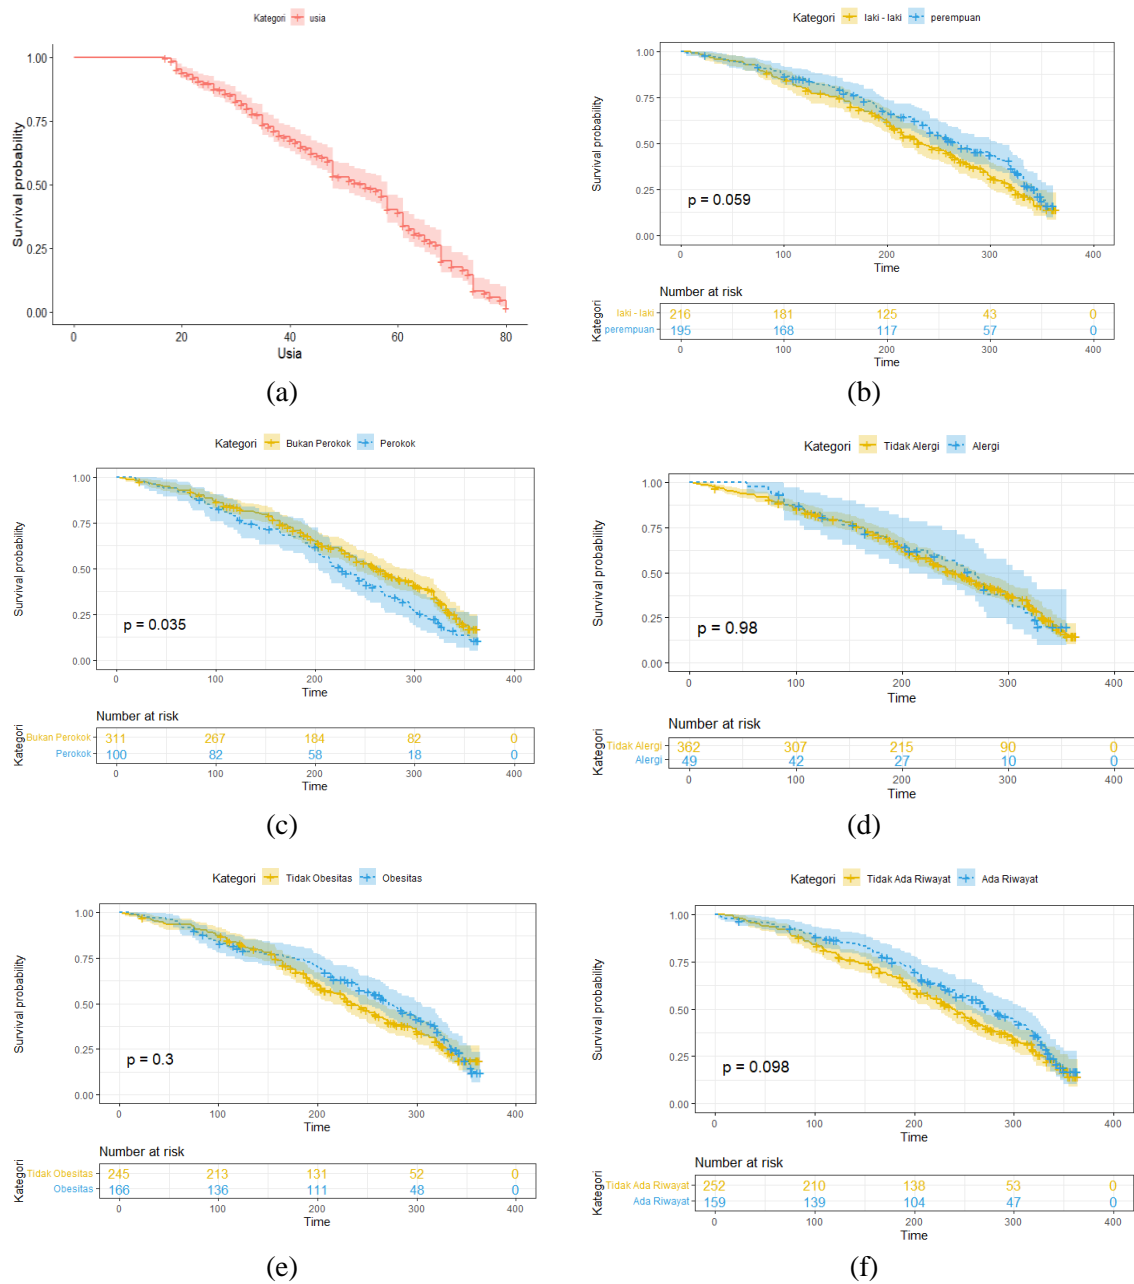 Kategori usia
Survival probability
1.00
0.75
0.50
0.25
0.00
0 20 40 60 80
Usia
(a)
Kategori laki - laki perempuan
Survival probability
1.00
0.75
0.50
0.25
0.00
p = 0.059
0 100 200 300 400
Time
Number at risk
Kategori
laki - laki 216 181 125 43 0
perempuan 195 168 117 57 0
0 100 200 300 400
Time
(b)
Kategori Bukan Perokok Perokok
Survival probability
1.00
0.75
0.50
0.25
0.00
p = 0.035
0 100 200 300 400
Time
Number at risk
Kategori
Bukan Perokok 311 267 184 82 0
Perokok 100 82 58 18 0
0 100 200 300 400
Time
(c)
Kategori Tidak Alergi Alergi
Survival probability
1.00
0.75
0.50
0.25
0.00
p = 0.98
0 100 200 300 400
Time
Number at risk
Kategori
Tidak Alergi 362 307 215 90 0
Alergi 49 42 27 10 0
0 100 200 300 400
Time
(d)
Kategori Tidak Obesitas Obesitas
Survival probability
1.00
0.75
0.50
0.25
0.00
p = 0.3
0 100 200 300 400
Time
Number at risk
Kategori
Tidak Obesitas 245 213 131 52 0
Obesitas 166 136 111 48 0
0 100 200 300 400
Time
(e)
Kategori Tidak Ada Riwayat Ada Riwayat
Survival probability
1.00
0.75
0.50
0.25
0.00
p = 0.098
0 100 200 300 400
Time
Number at risk
Kategori
Tidak Ada Riwayat 252 210 138 53 0
Ada Riwayat 159 139 104 47 0
0 100 200 300 400
Time
(f)